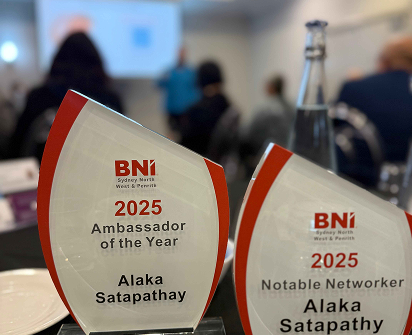 BNI
Sydney North
West & Penrith
2025
Ambassador
of the Year
Alaka
Satapathay
BNI
Sydney North
West & Penrith
2025
Notable Networker
Alaka
Satapathy